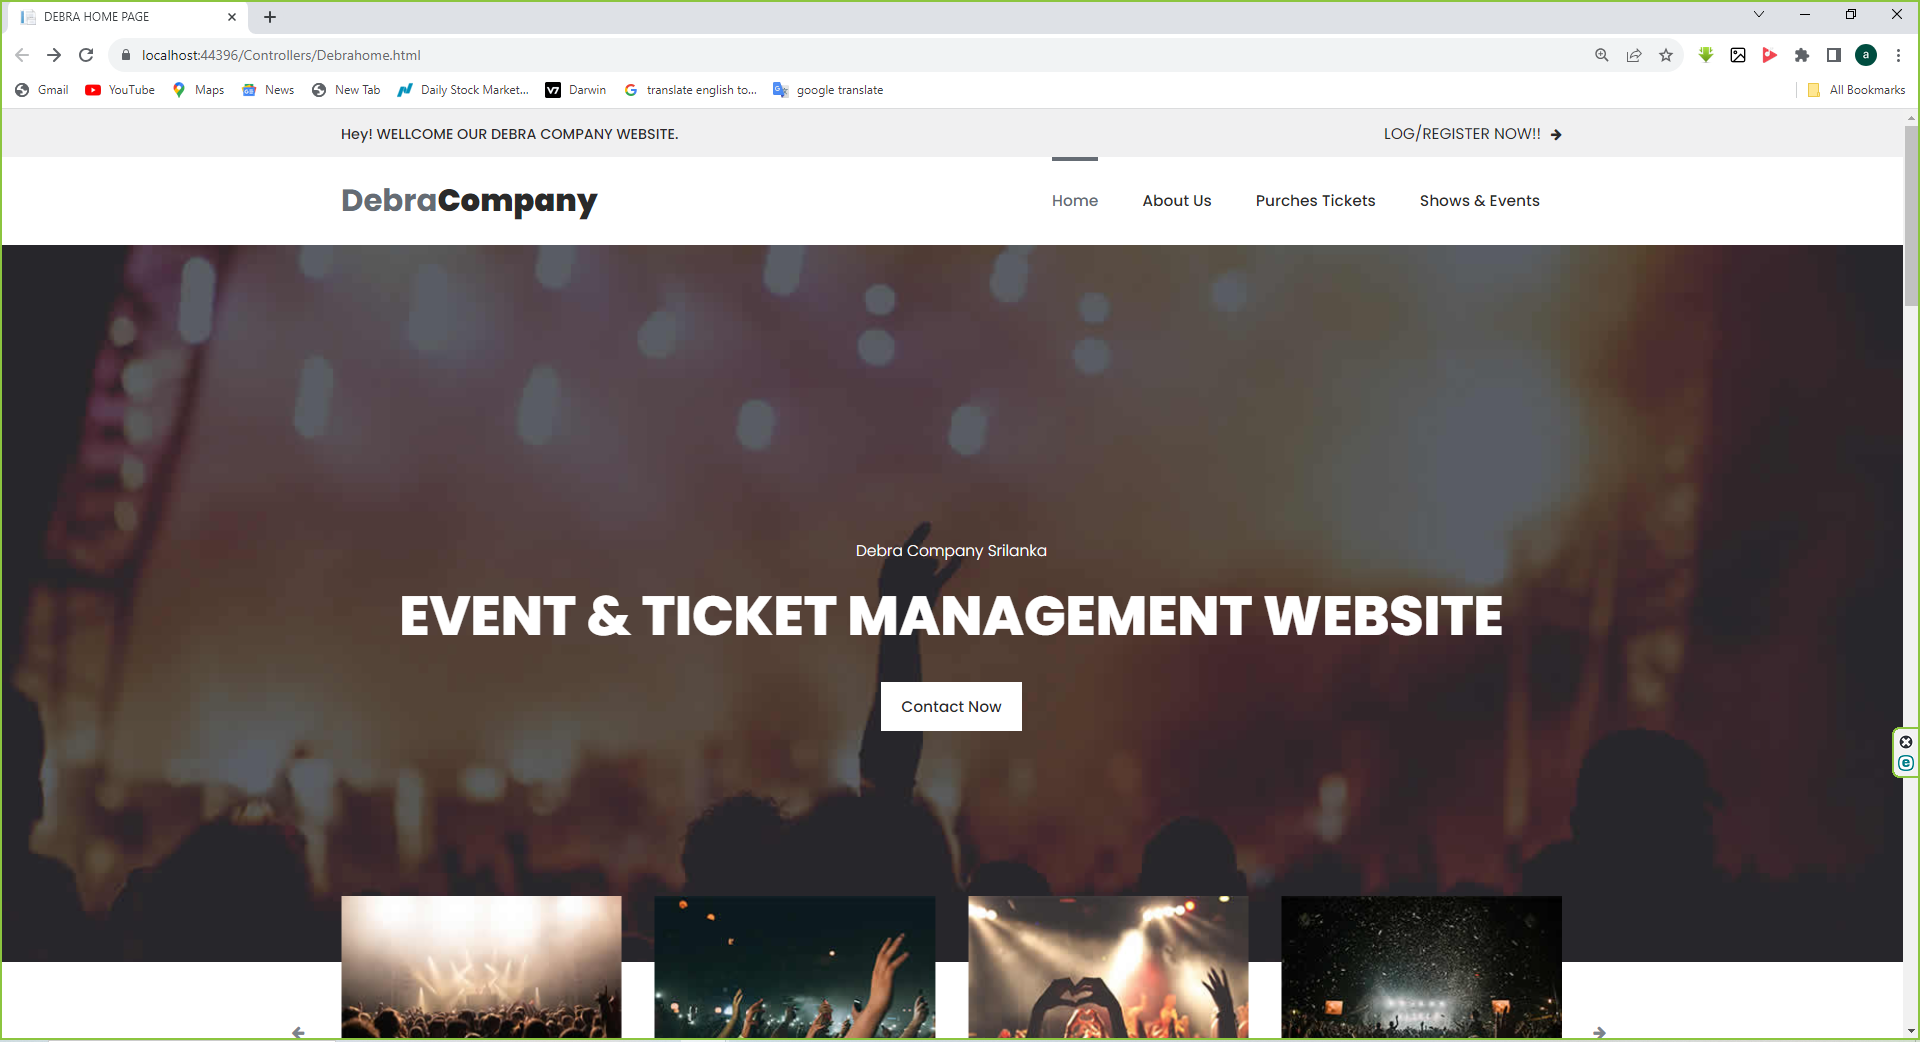 DEBRA HOME PAGE
localhost:44396/Controllers/Debrahome.html
a
Gmail YouTube Maps News New Tab Daily Stock Market... Darwin translate english to... google translate All Bookmarks
Hey! WELLCOME OUR DEBRA COMPANY WEBSITE. LOG/REGISTER NOW!!
DebraCompany Home About Us Purches Tickets Shows & Events
Debra Company Srilanka
EVENT & TICKET MANAGEMENT WEBSITE
Contact Now